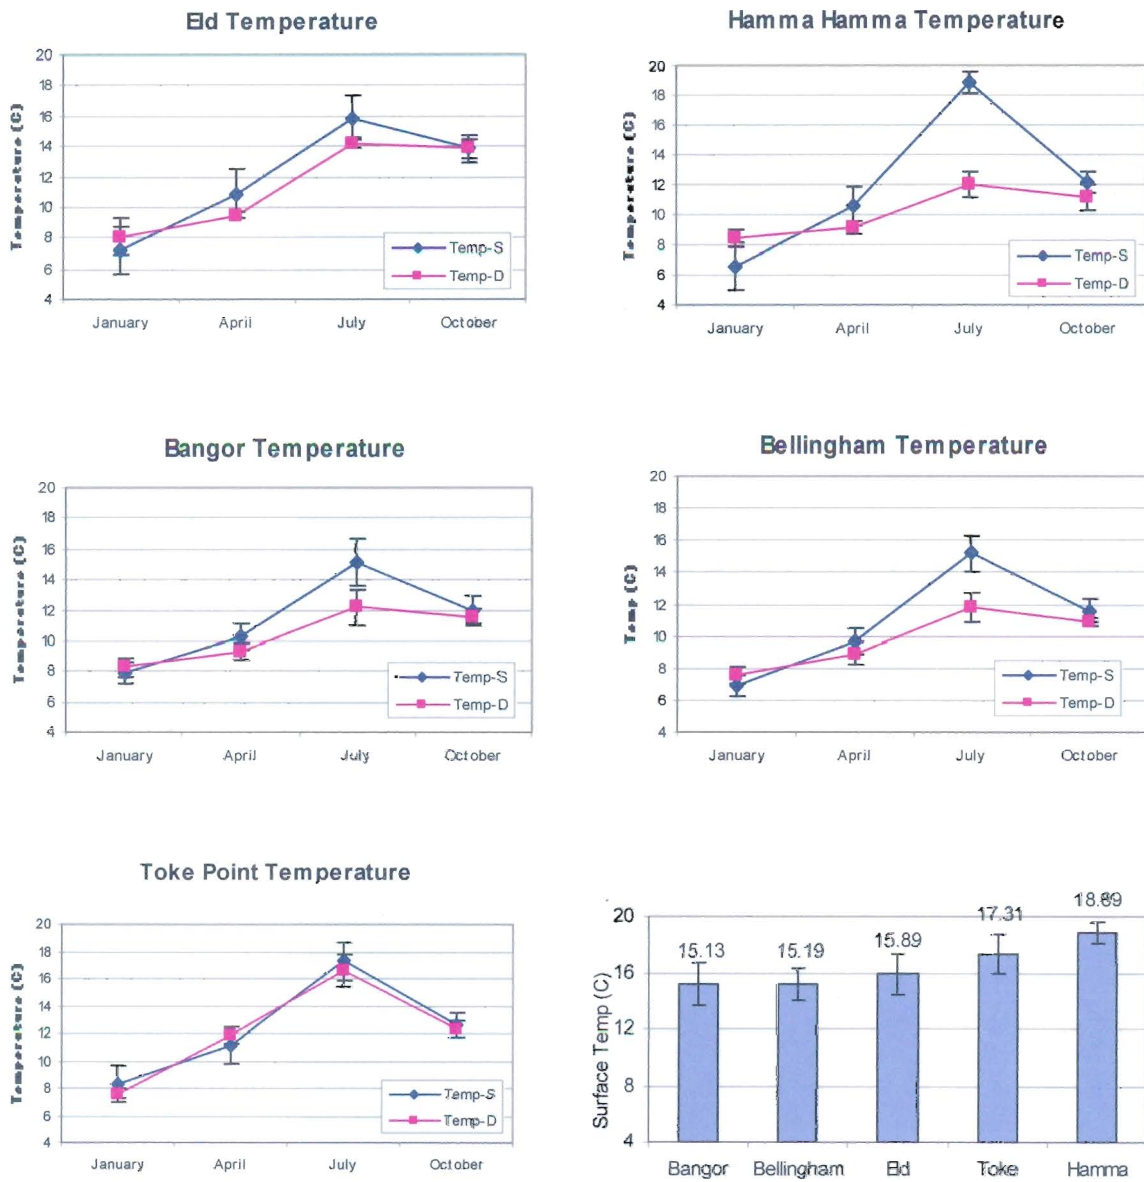 Eld Temperature
20
18
16
14
12
10
8
6
4
Temperature (C)
Temp-S
Temp-D
January April July October
Hamma Hamma Temperature
20
18
16
14
12
10
8
6
4
Temperature (C)
Temp-S
Temp-D
January April July October
Bangor Temperature
20
18
16
14
12
10
8
6
4
Temperature (C)
Temp-S
Temp-D
January April July October
Bellingham Temperature
20
18
16
14
12
10
8
6
4
Temp (C)
Temp-S
Temp-D
January April July October
Toke Point Temperature
20
18
16
14
12
10
8
6
4
Temperature (C)
Temp-S
Temp-D
January April July October
20
16
12
8
4
Surface Temp (C)
15.13 15.19 15.89 17.31 18.89
Bangor Bellingham Eld Toke Hamma